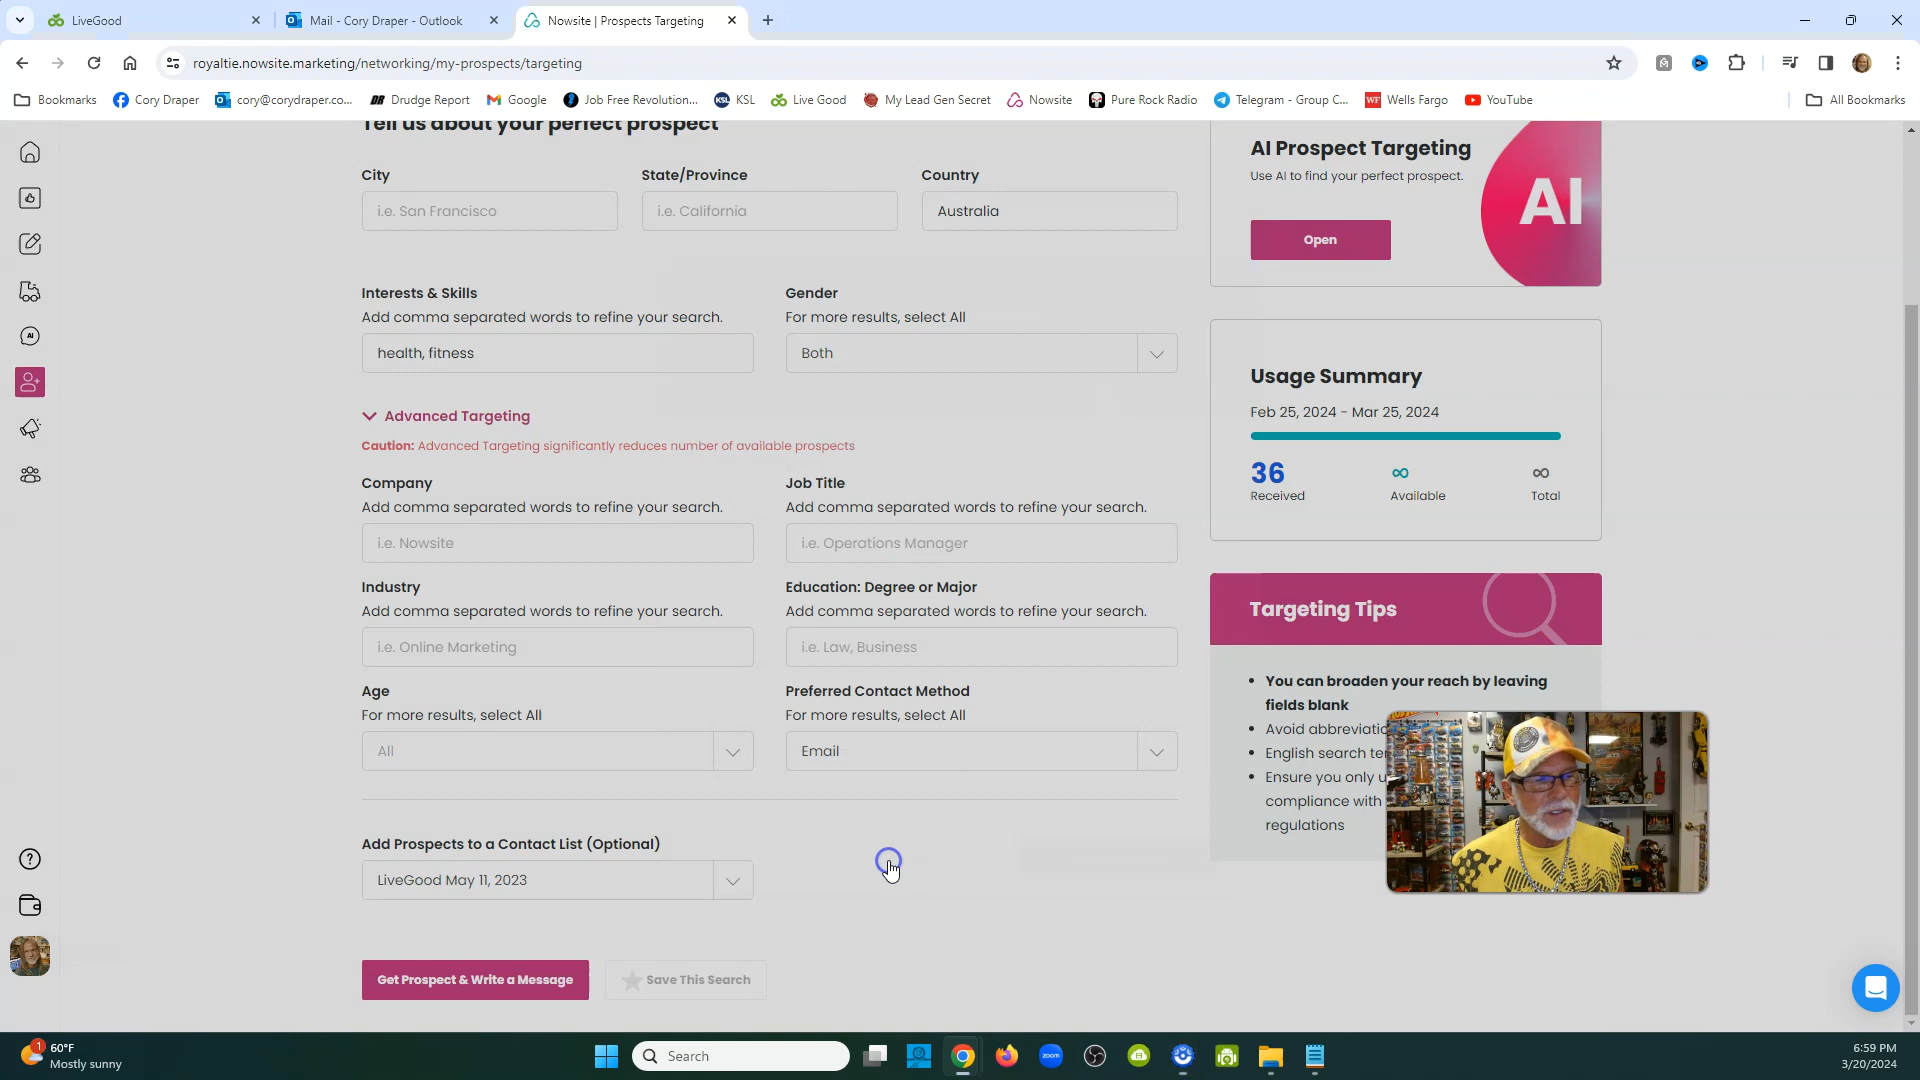 LiveGood
Mail - Cory Draper - Outlook
Nowsite | Prospects Targeting
royaltie.nowsite.marketing/networking/my-prospects/targeting
Bookmarks
Cory Draper
cory@corydraper.co...
Drudge Report
Google
Job Free Revolution...
KSL
Live Good
My Lead Gen Secret
Nowsite
Pure Rock Radio
Telegram - Group C...
Wells Fargo
YouTube
All Bookmarks
Tell us about your perfect prospect
City
State/Province
Country
i.e. San Francisco
i.e. California
Australia
Interests & Skills
Add comma separated words to refine your search.
health, fitness
Gender
For more results, select All
Both
Advanced Targeting
Caution: Advanced Targeting significantly reduces number of available prospects
Company
Add comma separated words to refine your search.
i.e. Nowsite
Job Title
Add comma separated words to refine your search.
i.e. Operations Manager
Industry
Add comma separated words to refine your search.
i.e. Online Marketing
Education: Degree or Major
Add comma separated words to refine your search.
i.e. Law, Business
Age
For more results, select All
All
Preferred Contact Method
For more results, select All
Email
Add Prospects to a Contact List (Optional)
LiveGood May 11, 2023
Get Prospect & Write a Message
Save This Search
AI Prospect Targeting
Use AI to find your perfect prospect.
Open
AI
Usage Summary
Feb 25, 2024 - Mar 25, 2024
36
Received
∞
Available
∞
Total
Targeting Tips
You can broaden your reach by leaving
fields blank
Avoid abbreviatio
English search te
Ensure you only u
compliance with
regulations
1
60°F
Mostly sunny
Search
zoom
6:59 PM
3/20/2024